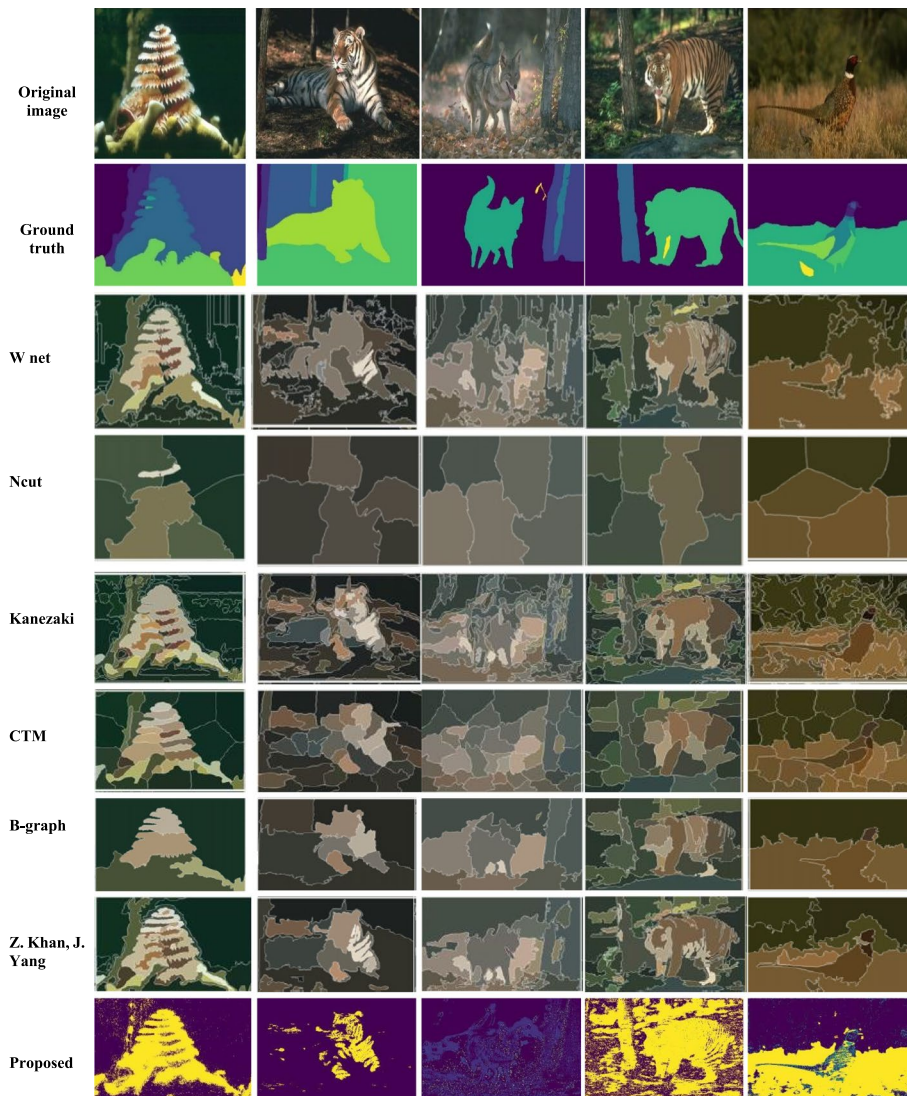 Original
image
Ground
truth
W net
Ncut
Kanezaki
CTM
B-graph
Z. Khan, J.
Yang
Proposed